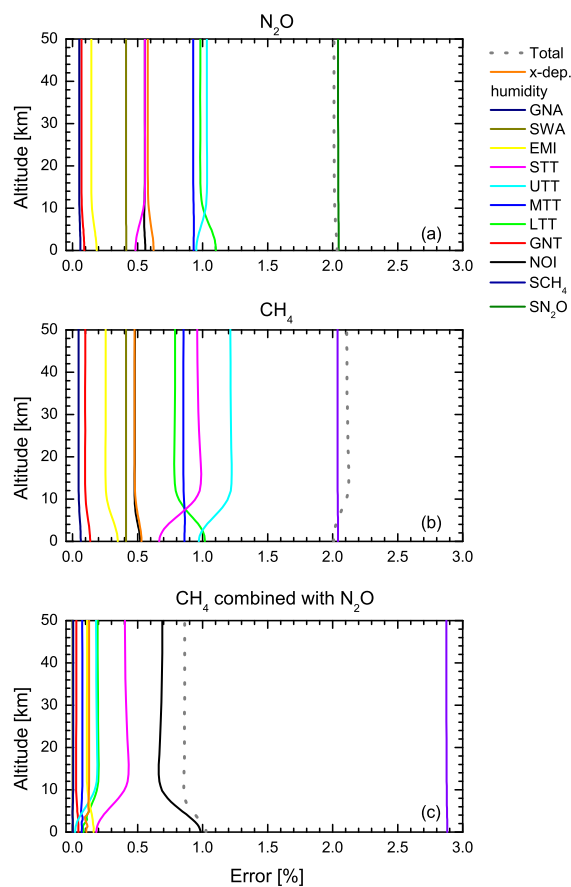 N₂O
50
40
30
20
10
0
Altitude [km]
(a)
0.0 0.5 1.0 1.5 2.0 2.5 3.0
Total
x-dep.
humidity
GNA
SWA
EMI
STT
UTT
MTT
LTT
GNT
NOI
SCH₄
SN₂O
CH₄
50
40
30
20
10
0
Altitude [km]
(b)
0.0 0.5 1.0 1.5 2.0 2.5 3.0
CH₄ combined with N₂O
50
40
30
20
10
0
Altitude [km]
(c)
0.0 0.5 1.0 1.5 2.0 2.5 3.0
Error [%]